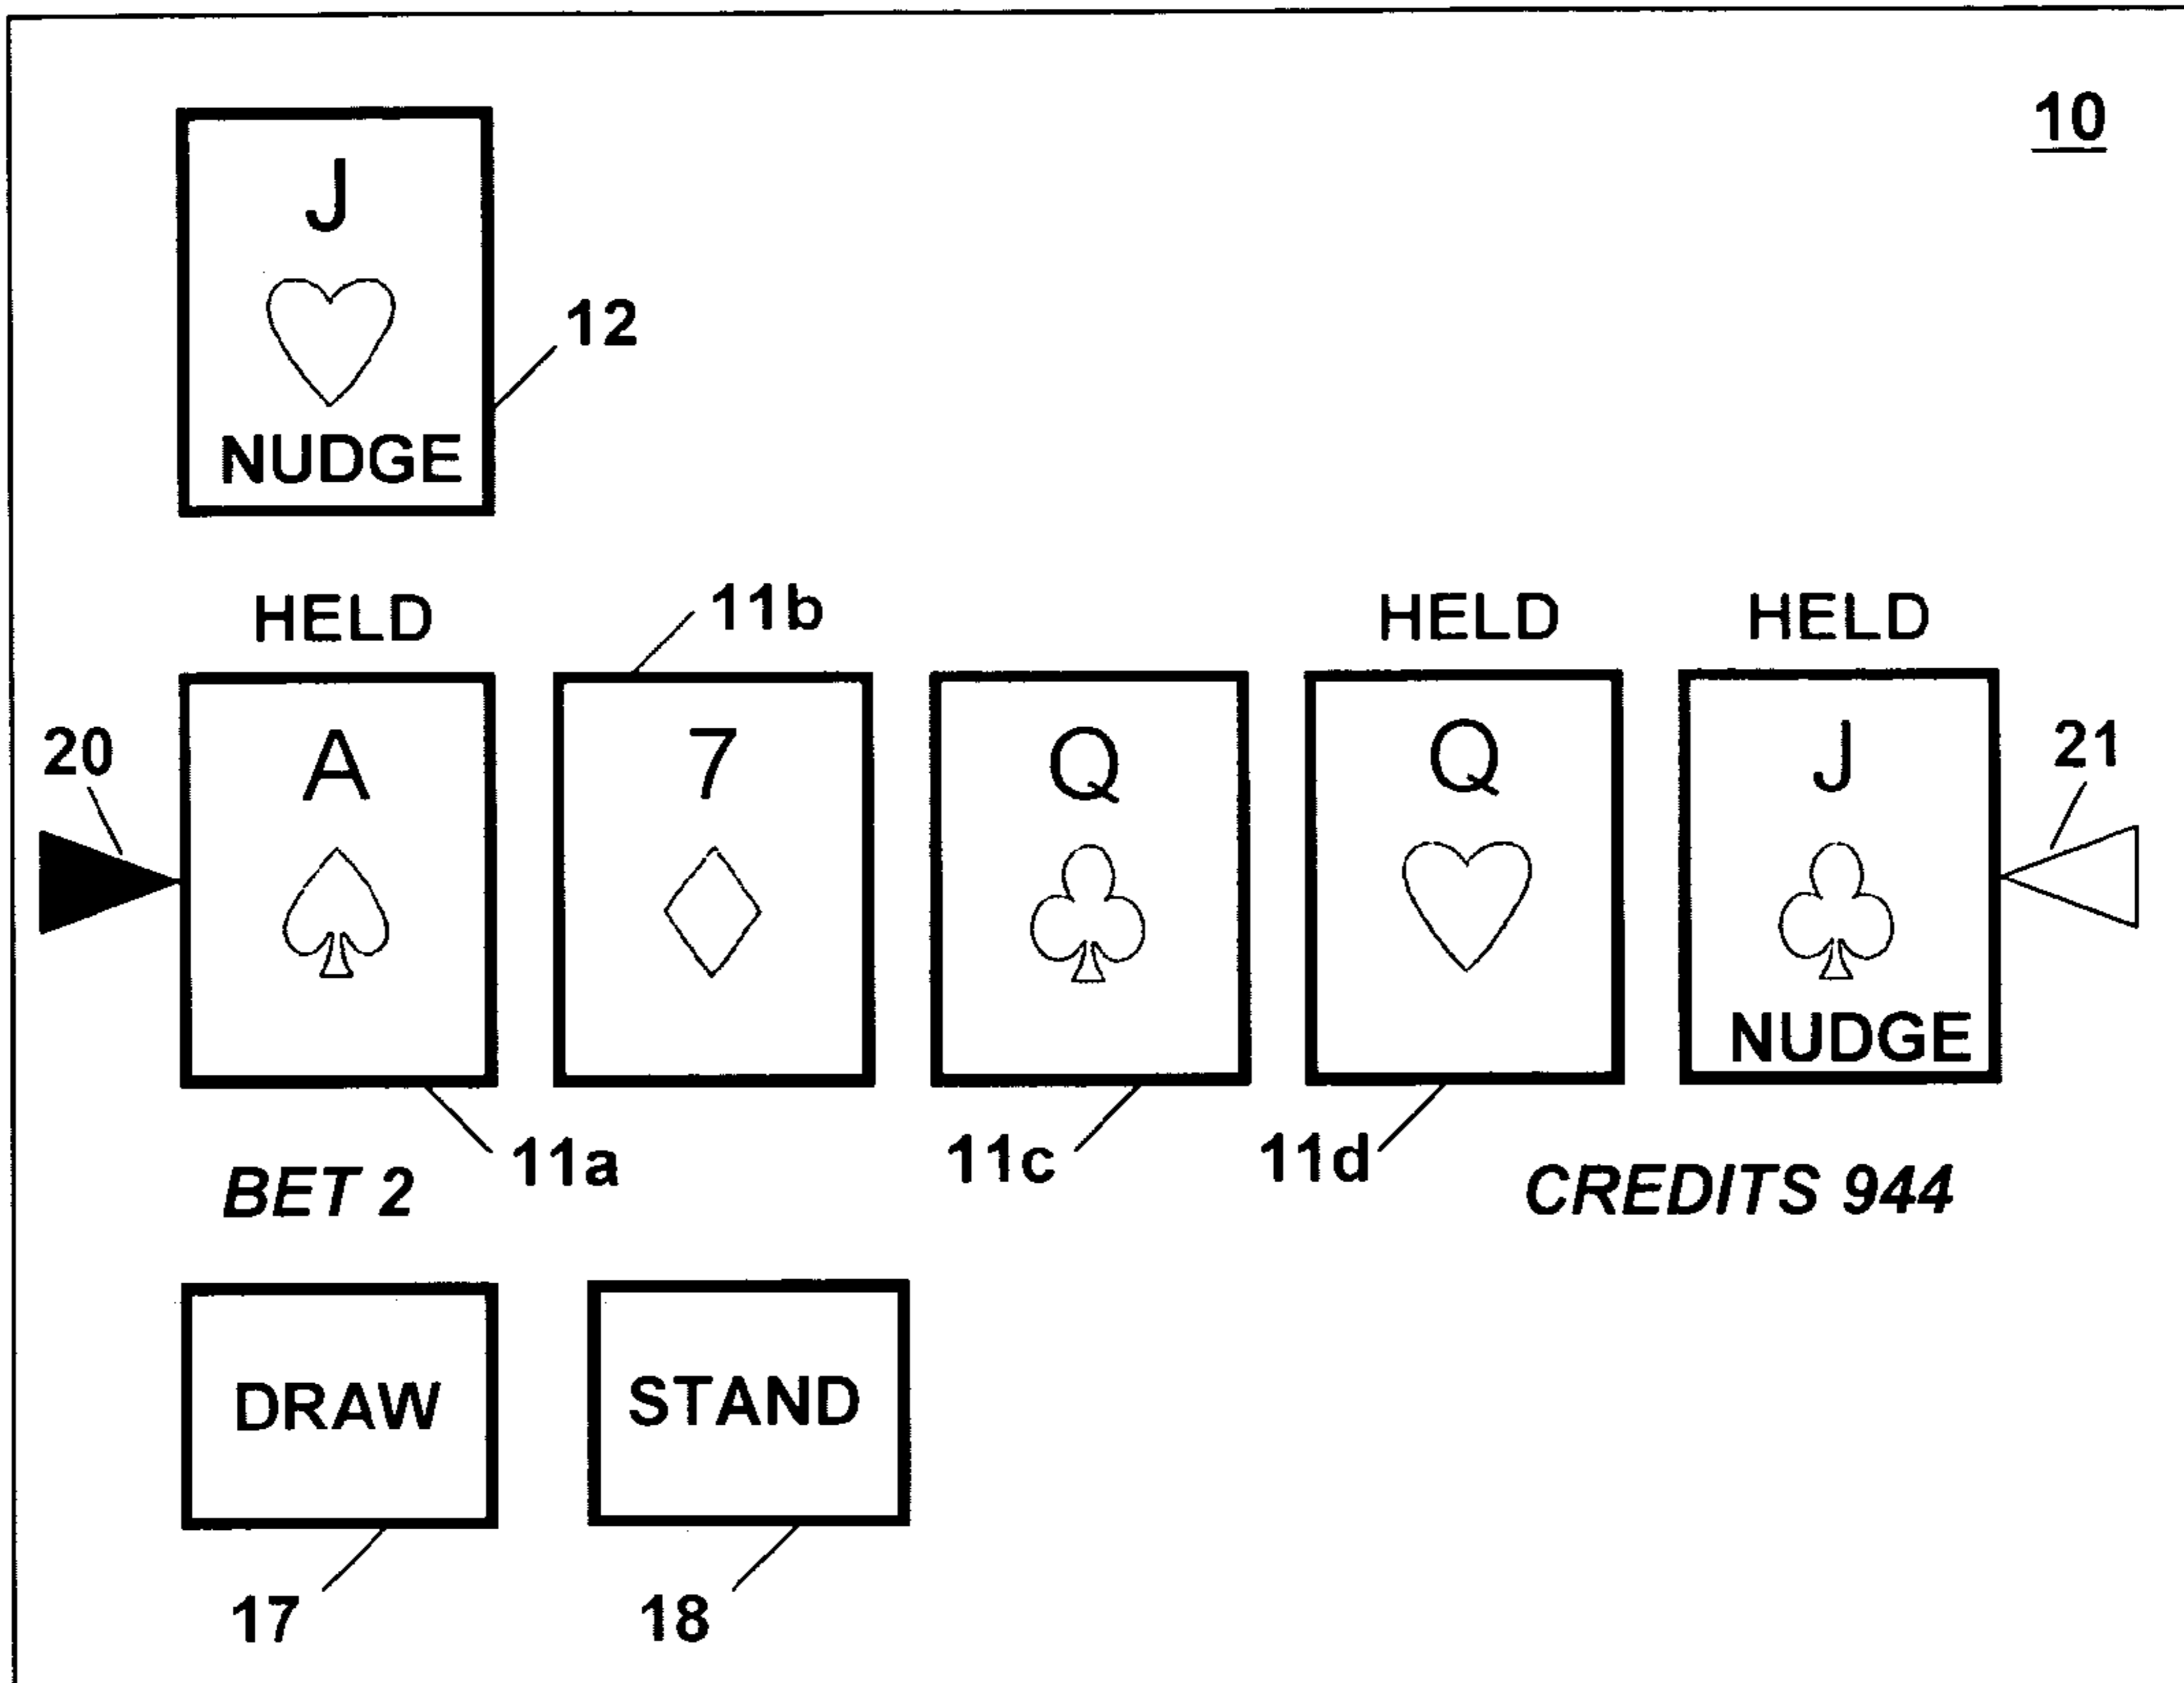 10
J
12
NUDGE
HELD 11b HELD HELD
20 A 7 Q Q J 21
NUDGE
11a 11c 11d
BET 2 CREDITS 944
DRAW STAND
17 18